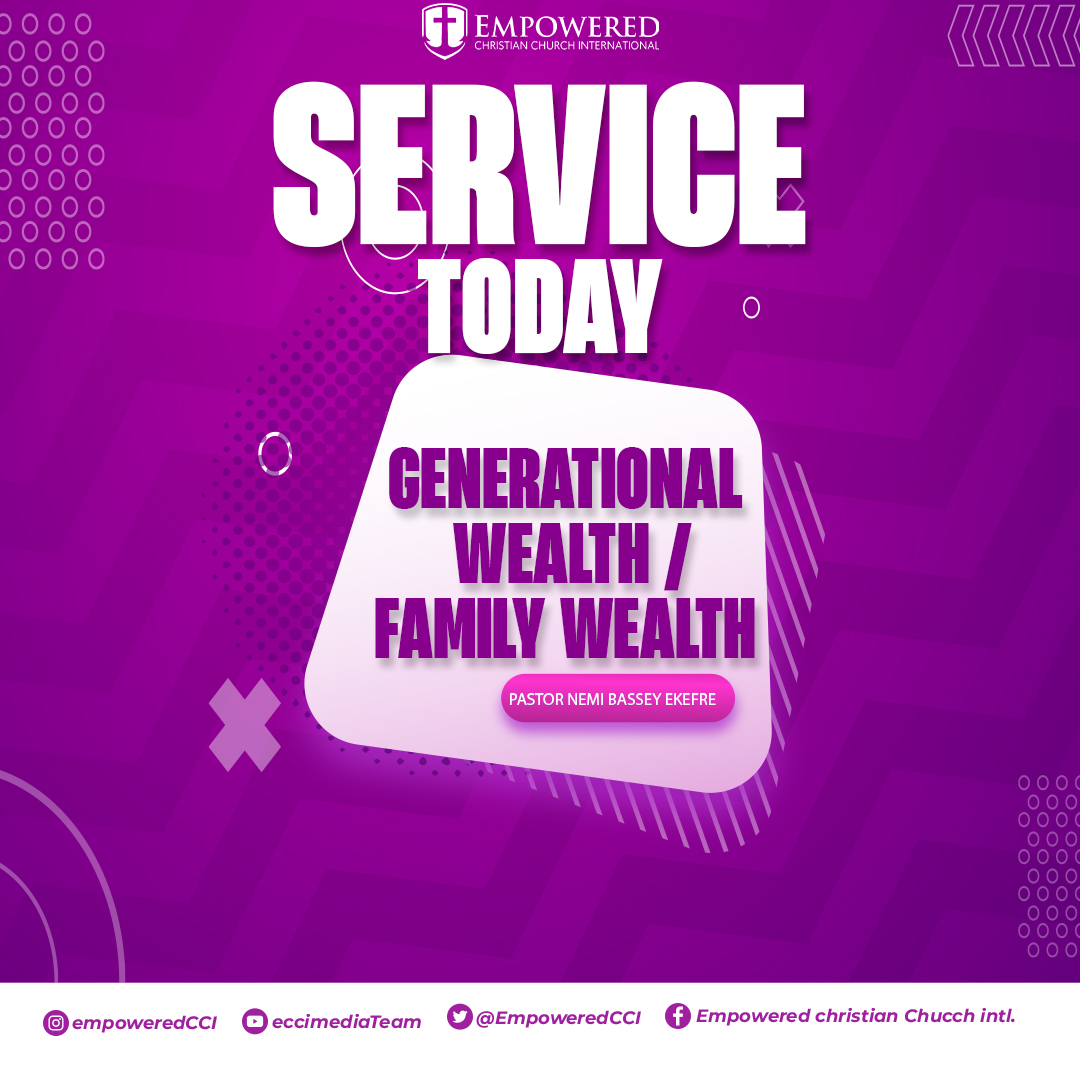 EMPOWERED
CHRISTIAN CHURCH INTERNATIONAL
SERVICE
TODAY
GENERATIONAL
WEALTH /
FAMILY WEALTH
PASTOR NEMI BASSEY EKEFRE
empoweredCCI eccimediaTeam @EmpoweredCCI Empowered christian Chucch intl.